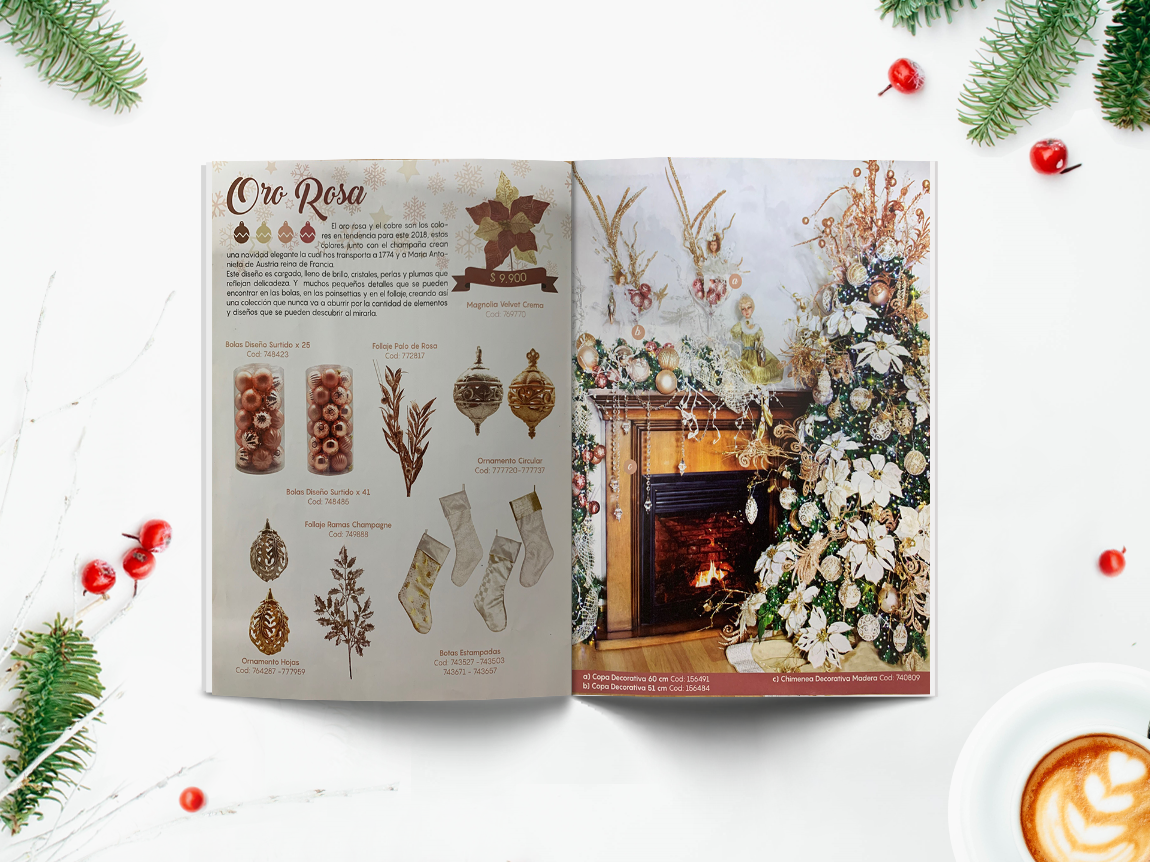 Oro Rosa
El oro rosa y el cobre son los colo-
res en tendencia para este 2018, estos
colores junto con el champaña crean
una navidad elegante la cual nos transporta a 1774 y a Maria Anto-
nieta de Austria reina de Francia.
Este diseño es cargado, lleno de brillo, cristales, perlas y plumas que
reflejan delicadeza. Y muchos pequeños detalles que se pueden
encontrar en las bolas, en las poinsettias y en el follaje, creando así
una colección que nunca va a aburrir por la cantidad de elementos
y diseños que se pueden descubrir al mirarla.
$ 9,900
Magnolia Velvet Crema
Cod: 769770
Bolas Diseño Surtido x 25
Cod: 748423
Follaje Palo de Rosa
Cod: 772817
Ornamento Circular
Cod: 777720-777737
Bolas Diseño Surtido x 41
Cod: 748485
Follaje Ramas Champagne
Cod: 749888
Ornamento Hojas
Cod: 764287 -777959
Botas Estampadas
Cod: 743527 -743503
743671 - 743657
a
b
c
a) Copa Decorativa 60 cm Cod: 156491
b) Copa Decorativa 51 cm Cod: 156484
c) Chimenea Decorativa Madera Cod: 740809